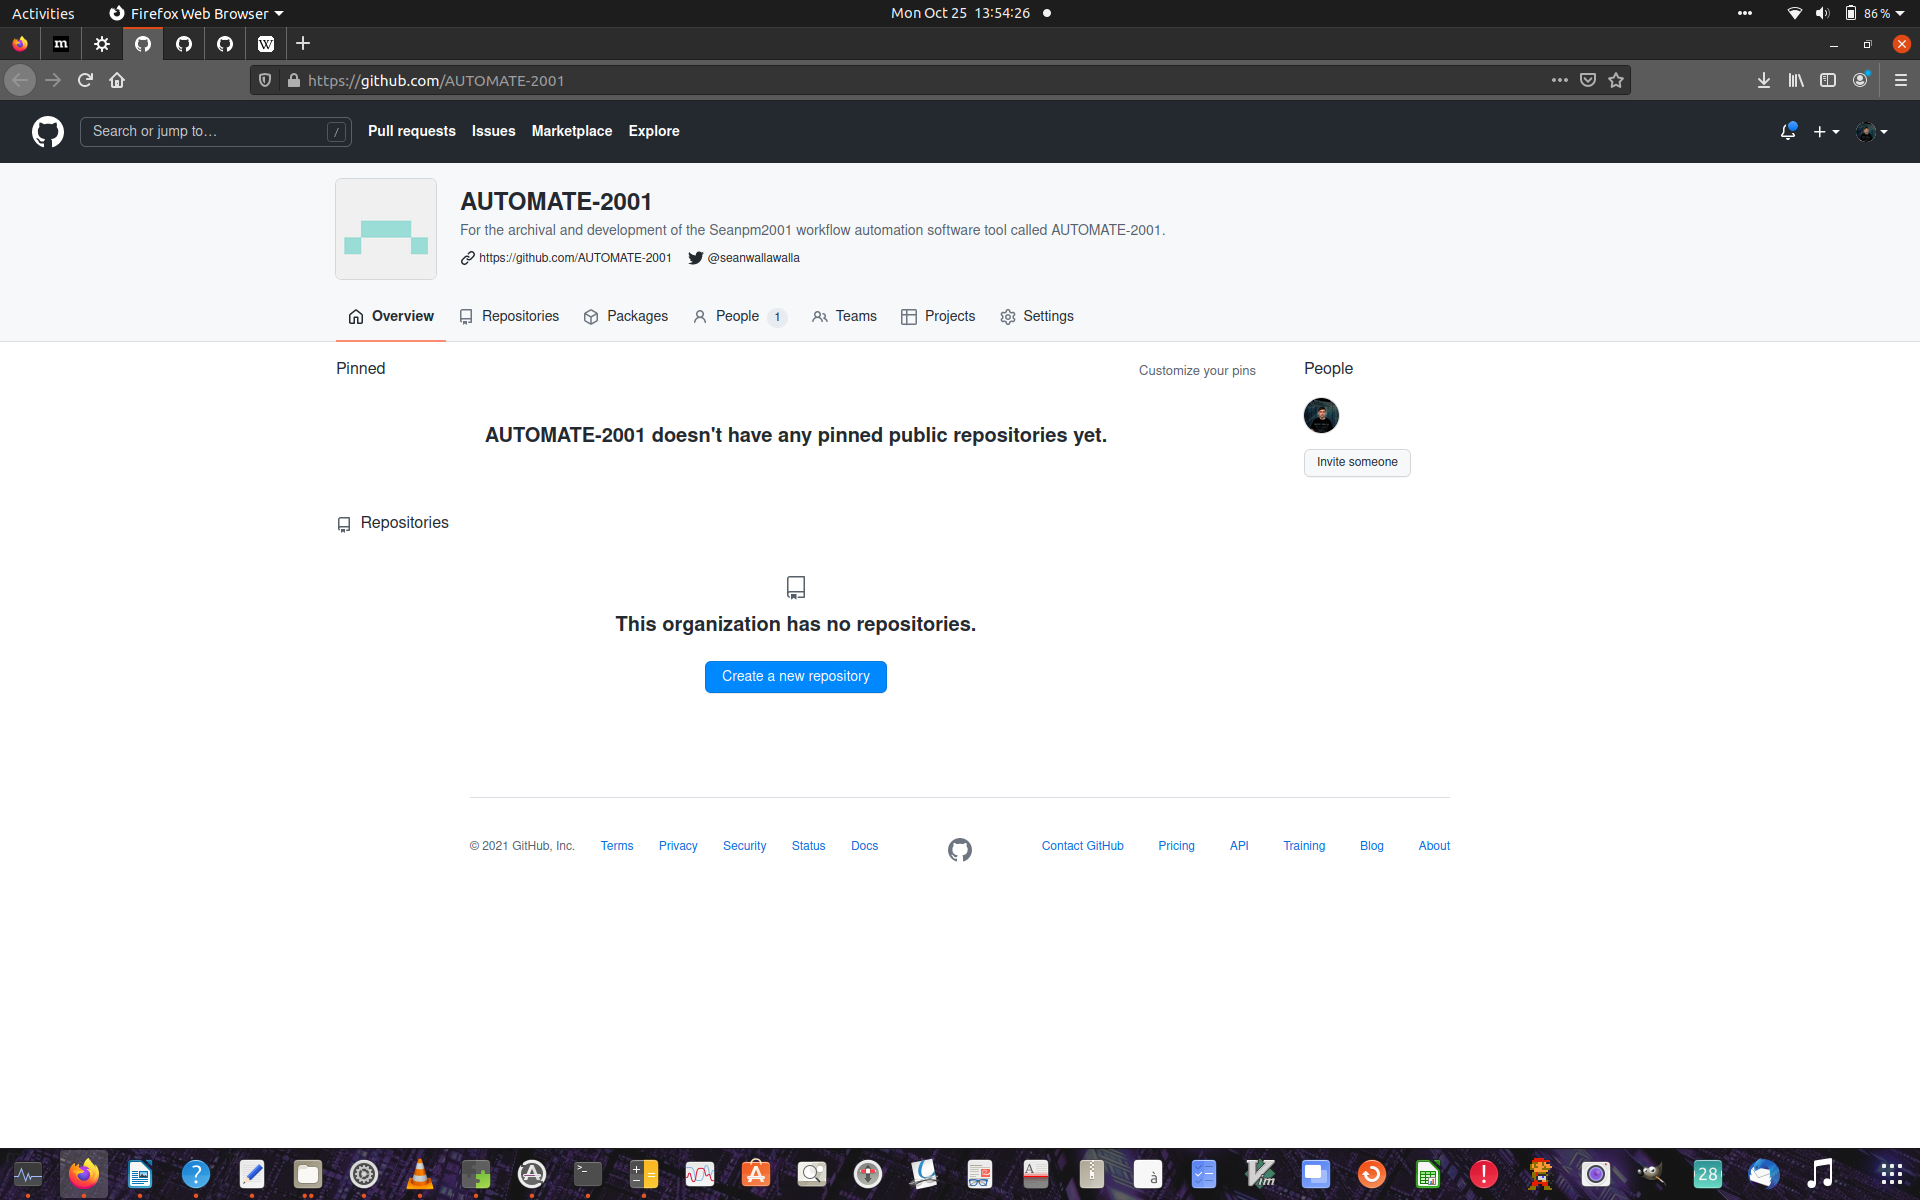 Activities Firefox Web Browser Mon Oct 25 13:54:26 86 %
m W
https://github.com/AUTOMATE-2001
Search or jump to… / Pull requests Issues Marketplace Explore
AUTOMATE-2001
For the archival and development of the Seanpm2001 workflow automation software tool called AUTOMATE-2001.
https://github.com/AUTOMATE-2001 @seanwallawalla
Overview Repositories Packages People 1 Teams Projects Settings
Pinned Customize your pins People
AUTOMATE-2001 doesn't have any pinned public repositories yet.
Invite someone
Repositories
This organization has no repositories.
Create a new repository
© 2021 GitHub, Inc. Terms Privacy Security Status Docs Contact GitHub Pricing API Training Blog About
? >_ A à Vim ! 28